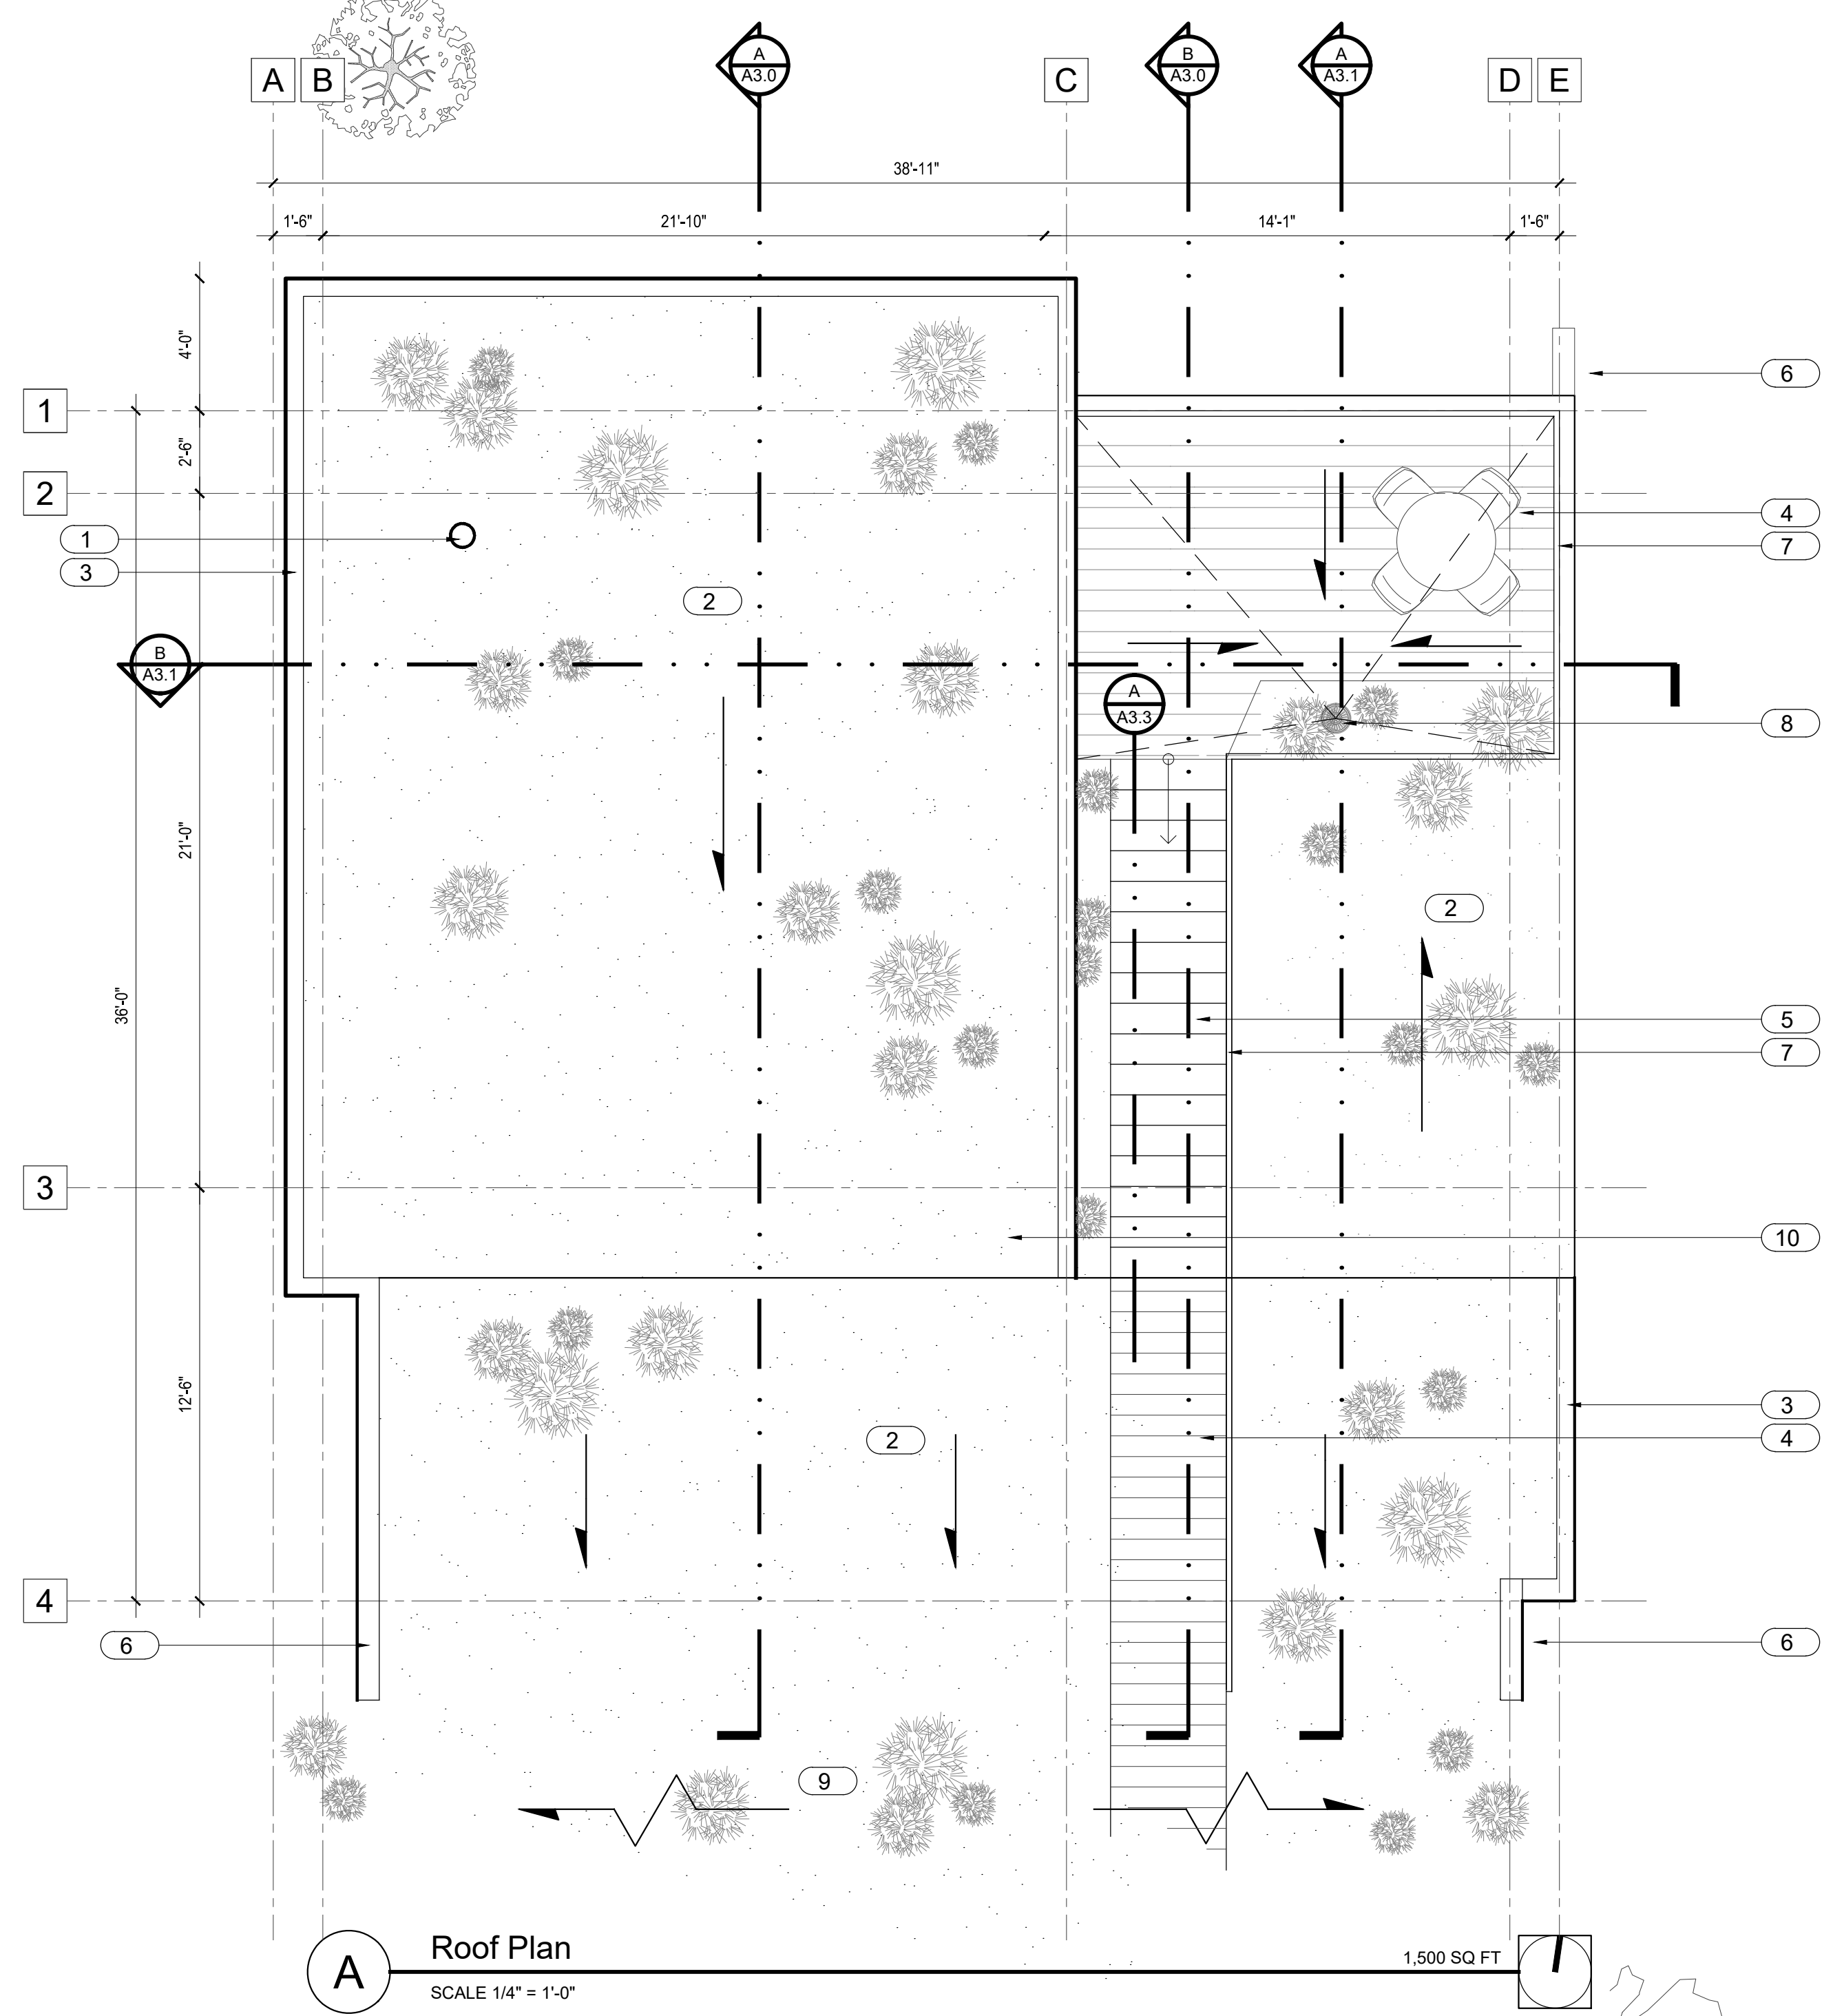 A
A3.0
B
A3.0
A
A3.1
A B C D E
38'-11"
1'-6" 21'-10" 14'-1" 1'-6"
4'-0"
6
1
2'-6"
2
4
1
7
3
2
B
A3.1
A
A3.3
8
21'-0"
2
36'-0"
5
7
3
10
12'-6"
3
2
4
4
6
6
9
A
Roof Plan
1,500 SQ FT
SCALE 1/4" = 1'-0"